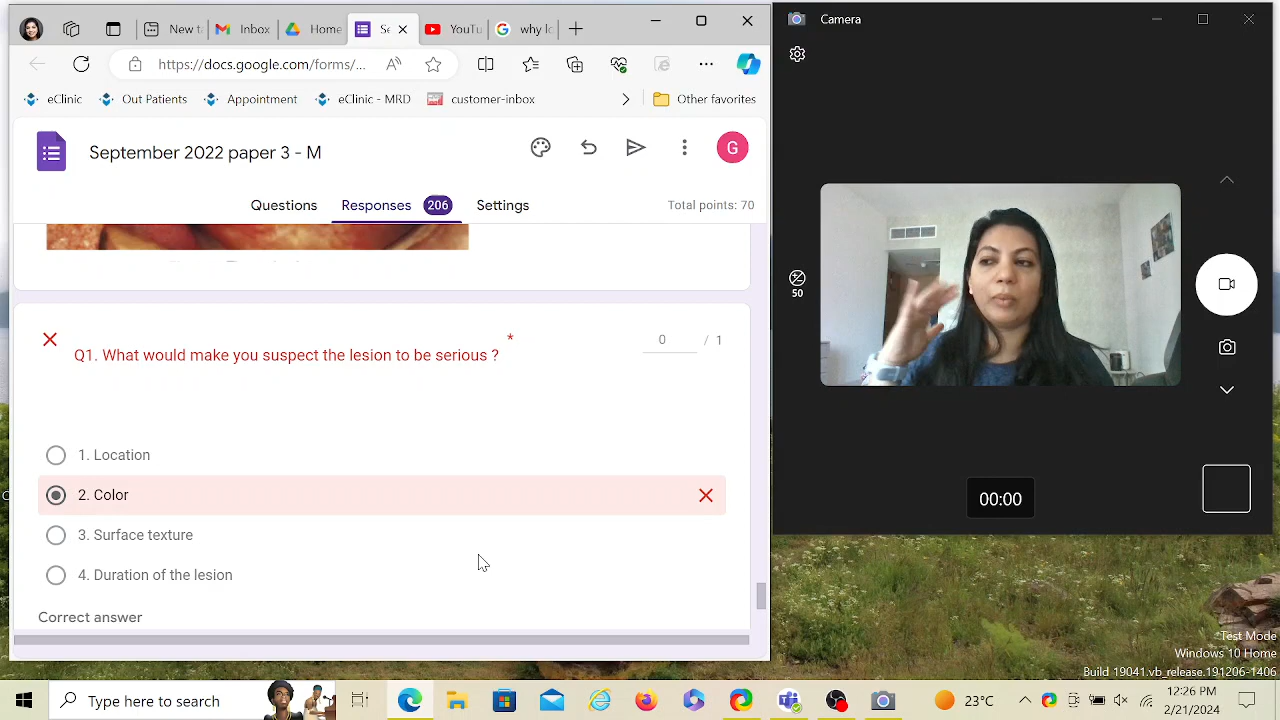 New t
Inbox
Home
Se
YouTu
why lo
https://docs.google.com/forms/...
eClinic
Out Patients
Appointment
eClinic - MRD
customer-inbox
Other favorites
September 2022 paper 3 - M
G
Questions
Responses
206
Settings
Total points: 70
Q1. What would make you suspect the lesion to be serious ?
*
0
/ 1
1. Location
2. Color
3. Surface texture
4. Duration of the lesion
Correct answer
Camera
50
00:00
Test Mode
Windows 10 Home
Build 19041.vb_release.191206-1406
Type here to search
23°C
12:26 PM
2/21/2024